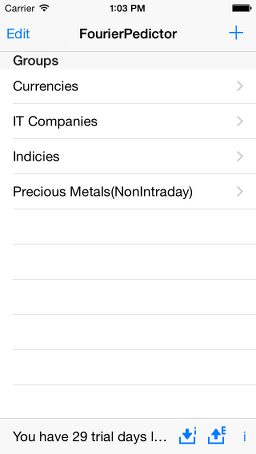 Carrier 1:03 PM
Edit FourierPedictor +
Groups
Currencies
IT Companies
Indicies
Precious Metals(NonIntraday)
You have 29 trial days l... i E i